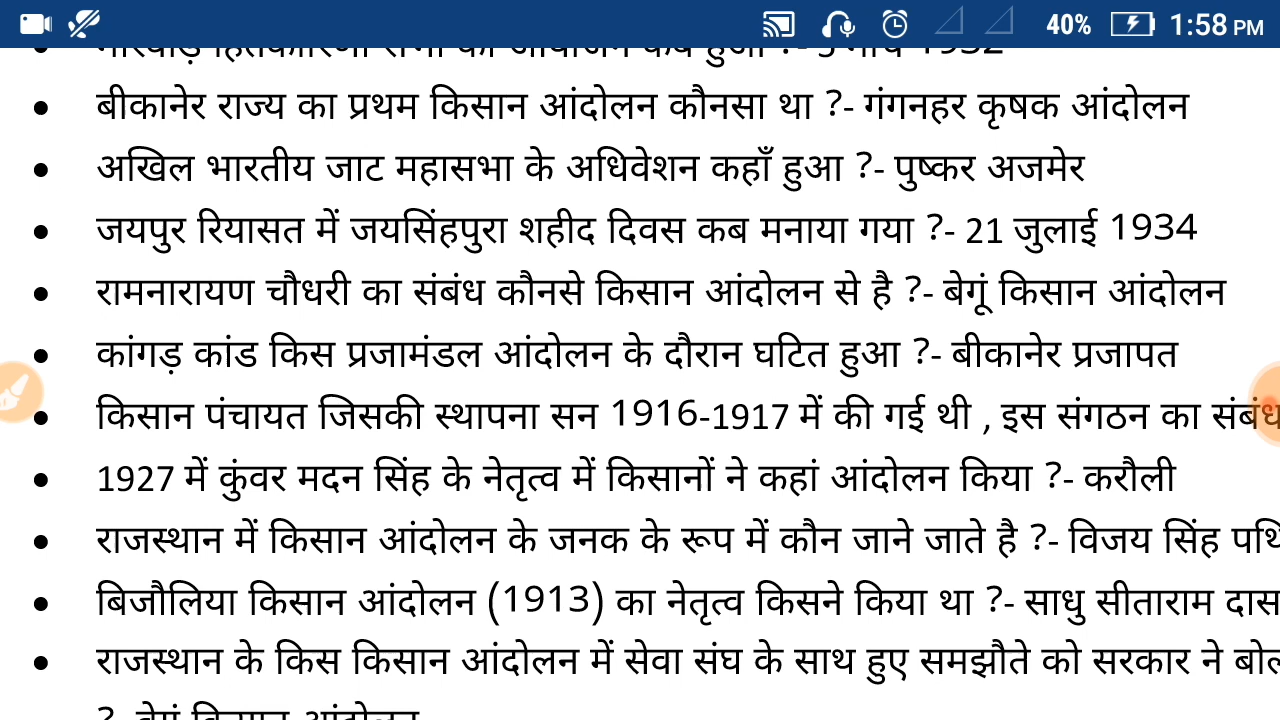 40% 1:58 PM
बीकानेर राज्य का प्रथम किसान आंदोलन कौनसा था ?- गंगनहर कृषक आंदोलन
अखिल भारतीय जाट महासभा के अधिवेशन कहाँ हुआ ?- पुष्कर अजमेर
जयपुर रियासत में जयसिंहपुरा शहीद दिवस कब मनाया गया ?- 21 जुलाई 1934
रामनारायण चौधरी का संबंध कौनसे किसान आंदोलन से है ?- बेगूं किसान आंदोलन
कांगड़ कांड किस प्रजामंडल आंदोलन के दौरान घटित हुआ ?- बीकानेर प्रजापत
किसान पंचायत जिसकी स्थापना सन 1916-1917 में की गई थी , इस संगठन का संबंध
1927 में कुंवर मदन सिंह के नेतृत्व में किसानों ने कहां आंदोलन किया ?- करौली
राजस्थान में किसान आंदोलन के जनक के रूप में कौन जाने जाते है ?- विजय सिंह
बिजौलिया किसान आंदोलन (1913) का नेतृत्व किसने किया था ?- साधु सीताराम दास
राजस्थान के किस किसान आंदोलन में सेवा संघ के साथ हुए समझौते को सरकार ने